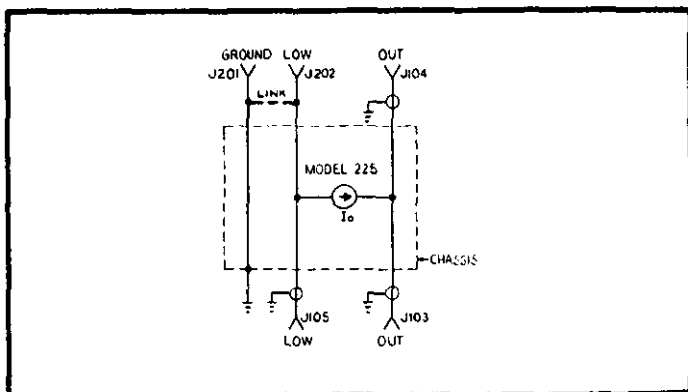 GROUND LOW OUT
J201 J202 J104
LINK
MODEL 225
Io
CHASSIS
J105 J103
LOW OUT